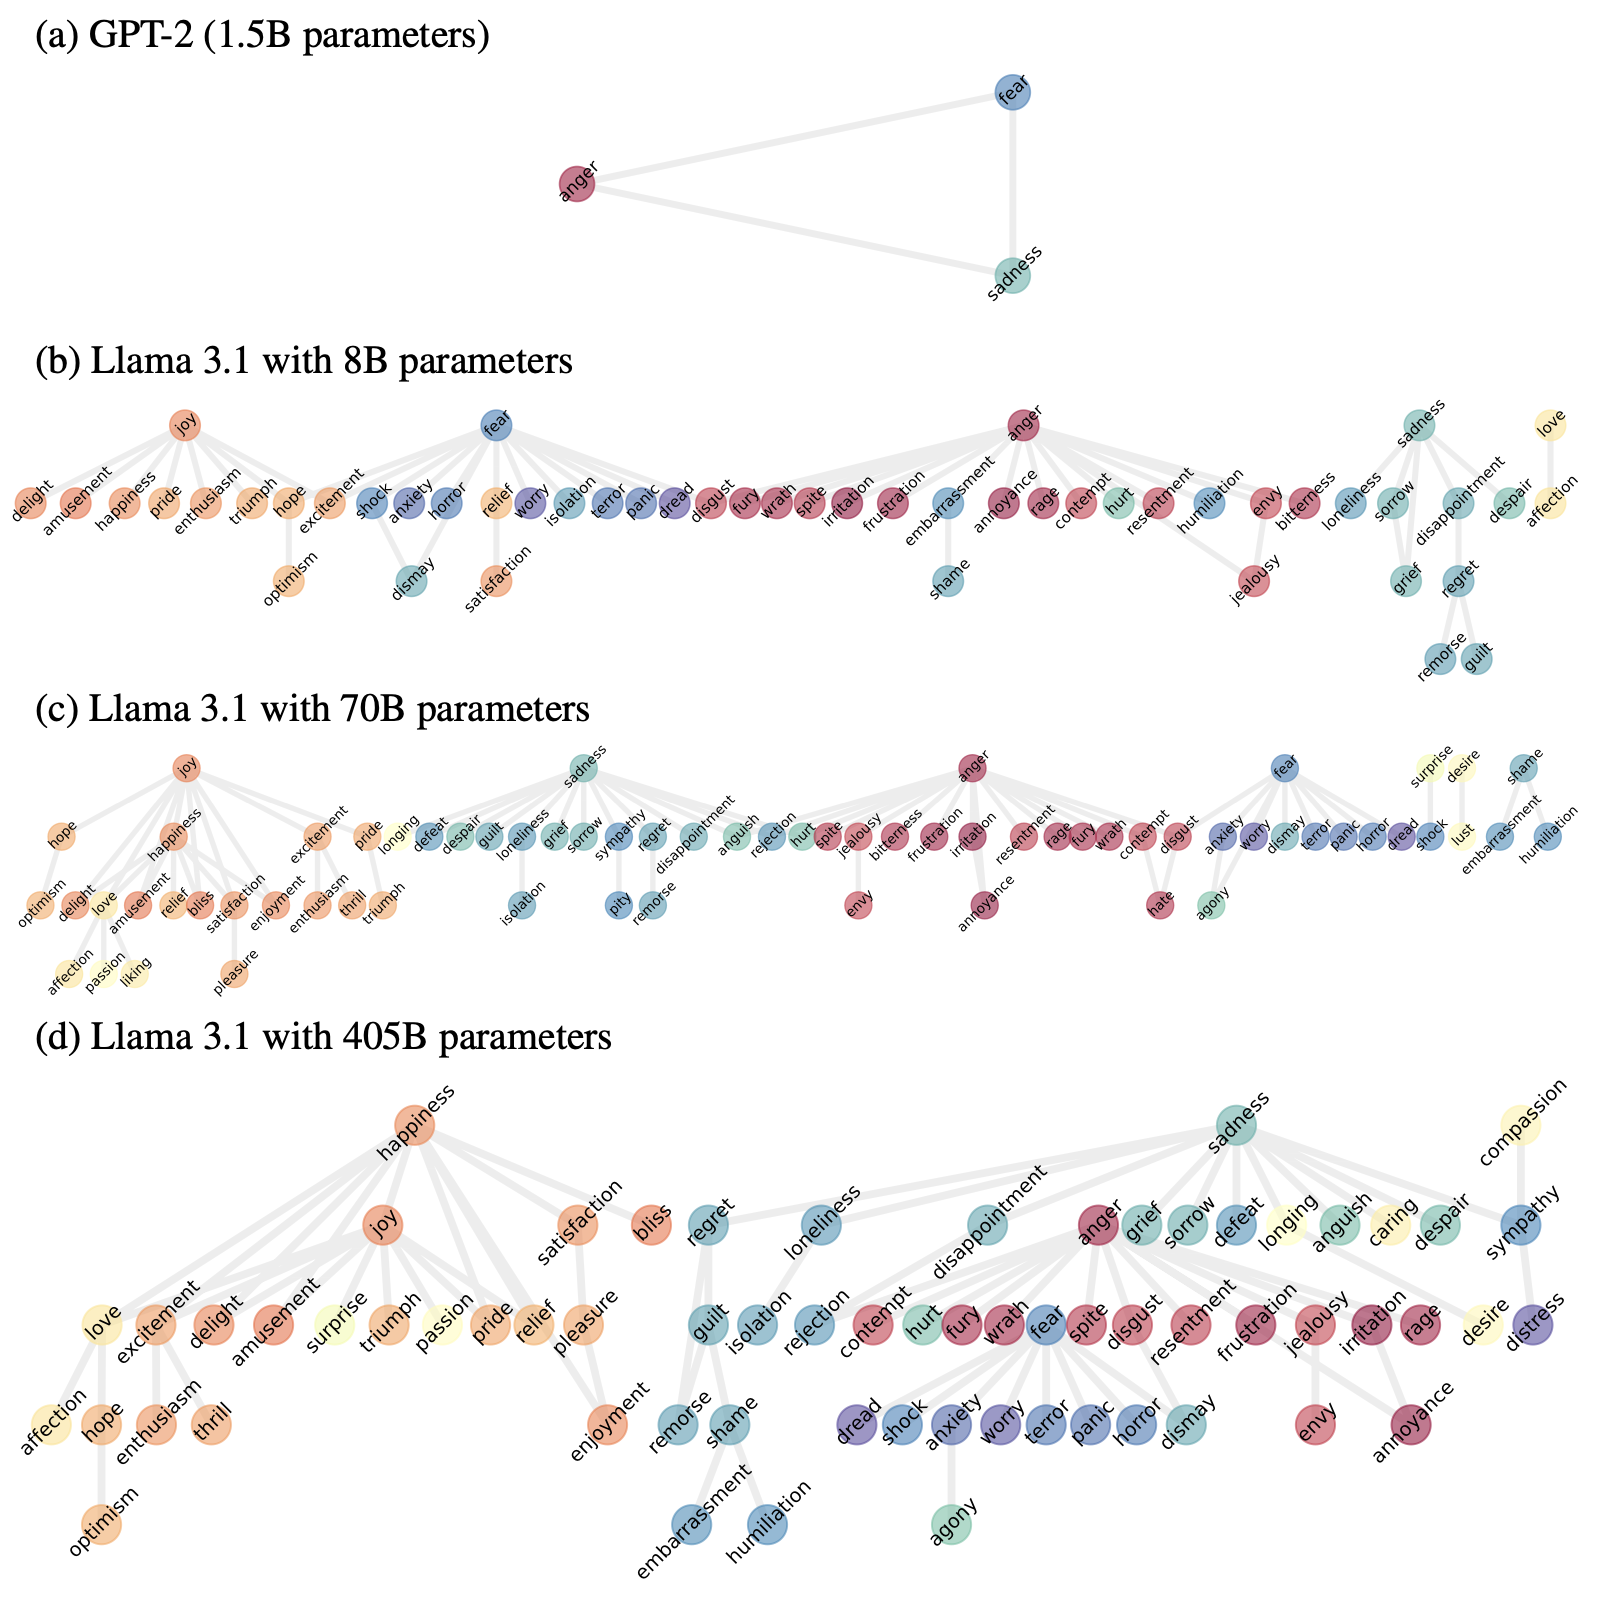 (a) GPT-2 (1.5B parameters)
fear
anger
sadness
(b) Llama 3.1 with 8B parameters
joy
fear
anger
sadness
love
delight
amusement
happiness
pride
enthusiasm
triumph
hope
excitement
shock
anxiety
horror
relief
worry
isolation
terror
panic
dread
disgust
fury
wrath
spite
irritation
frustration
embarrassment
annoyance
rage
contempt
hurt
resentment
humiliation
envy
bitterness
loneliness
sorrow
disappointment
despair
affection
optimism
dismay
satisfaction
shame
jealousy
grief
regret
remorse
guilt
(c) Llama 3.1 with 70B parameters
joy
sadness
anger
fear
surprise
desire
shame
hope
happiness
excitement
pride
longing
defeat
despair
guilt
loneliness
grief
sorrow
sympathy
regret
disappointment
anguish
rejection
hurt
spite
jealousy
bitterness
frustration
irritation
resentment
rage
fury
wrath
contempt
disgust
anxiety
worry
dismay
terror
panic
horror
dread
shock
lust
embarrassment
humiliation
optimism
delight
love
amusement
relief
bliss
satisfaction
enjoyment
enthusiasm
thrill
triumph
isolation
pity
remorse
envy
annoyance
hate
agony
affection
passion
liking
pleasure
(d) Llama 3.1 with 405B parameters
happiness
sadness
compassion
joy
satisfaction
bliss
regret
loneliness
disappointment
anger
grief
sorrow
defeat
longing
anguish
caring
despair
sympathy
love
excitement
delight
amusement
surprise
triumph
passion
pride
relief
pleasure
guilt
isolation
rejection
contempt
hurt
fury
wrath
fear
spite
disgust
resentment
frustration
jealousy
irritation
rage
desire
distress
affection
hope
enthusiasm
thrill
enjoyment
remorse
shame
dread
shock
anxiety
worry
terror
panic
horror
dismay
envy
annoyance
optimism
embarrassment
humiliation
agony